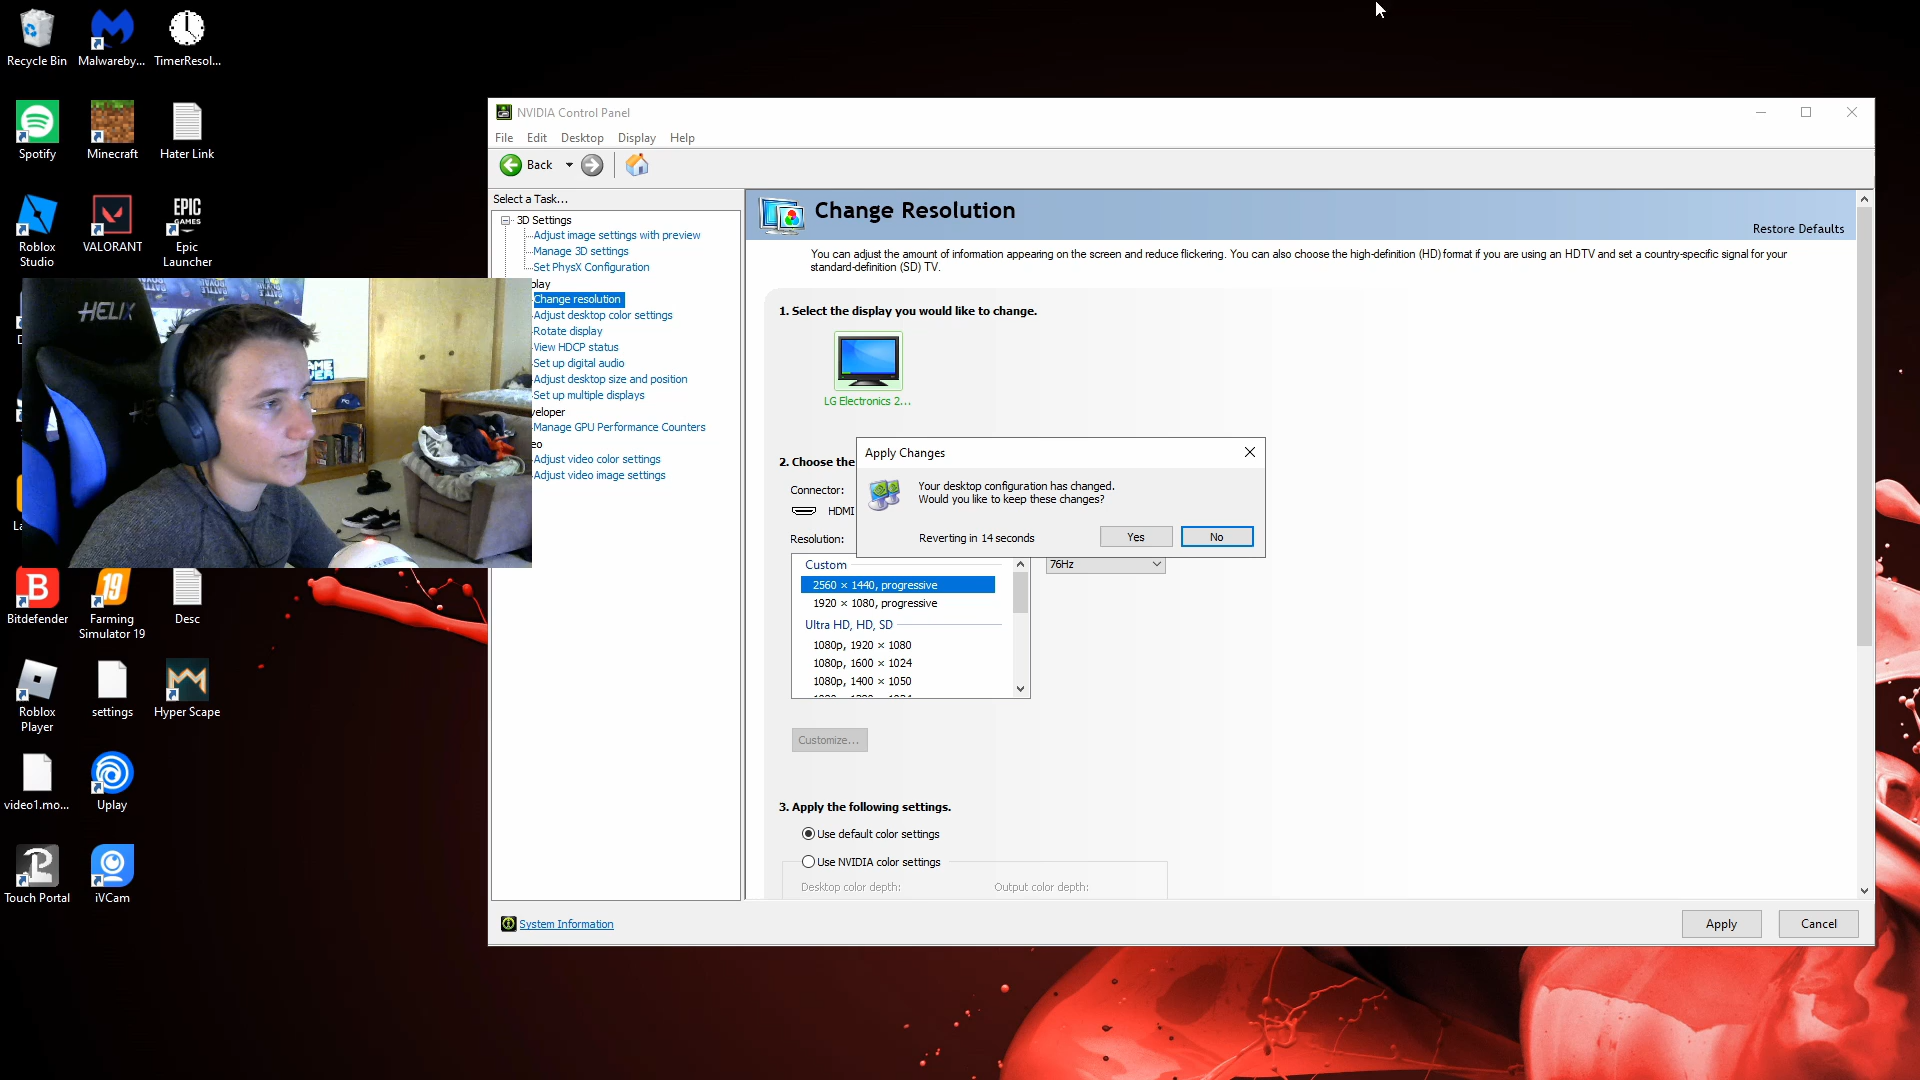 Recycle Bin
Malwareby...
TimerResol...
Spotify
Minecraft
Hater Link
Roblox
Studio
VALORANT
EPIC
GAMES
Epic
Launcher
HELIX
Bitdefender
19
Farming
Simulator 19
Desc
Roblox
Player
settings
Hyper Scape
video1.mo...
Uplay
Touch Portal
iVCam
NVIDIA Control Panel
File Edit Desktop Display Help
Back
Select a Task...
3D Settings
Adjust image settings with preview
Manage 3D settings
Set PhysX Configuration
play
Change resolution
Adjust desktop color settings
Rotate display
View HDCP status
Set up digital audio
Adjust desktop size and position
Set up multiple displays
veloper
Manage GPU Performance Counters
eo
Adjust video color settings
Adjust video image settings
System Information
Change Resolution
Restore Defaults
You can adjust the amount of information appearing on the screen and reduce flickering. You can also choose the high-definition (HD) format if you are using an HDTV and set a country-specific signal for your
standard-definition (SD) TV.
1. Select the display you would like to change.
LG Electronics 2...
2. Choose the
Connector:
HDMI
Resolution:
Apply Changes
Your desktop configuration has changed.
Would you like to keep these changes?
Reverting in 14 seconds
Yes
No
76Hz
Custom
2560 × 1440, progressive
1920 × 1080, progressive
Ultra HD, HD, SD
1080p, 1920 × 1080
1080p, 1600 × 1024
1080p, 1400 × 1050
Customize...
3. Apply the following settings.
Use default color settings
Use NVIDIA color settings
Desktop color depth:
Output color depth:
Apply
Cancel